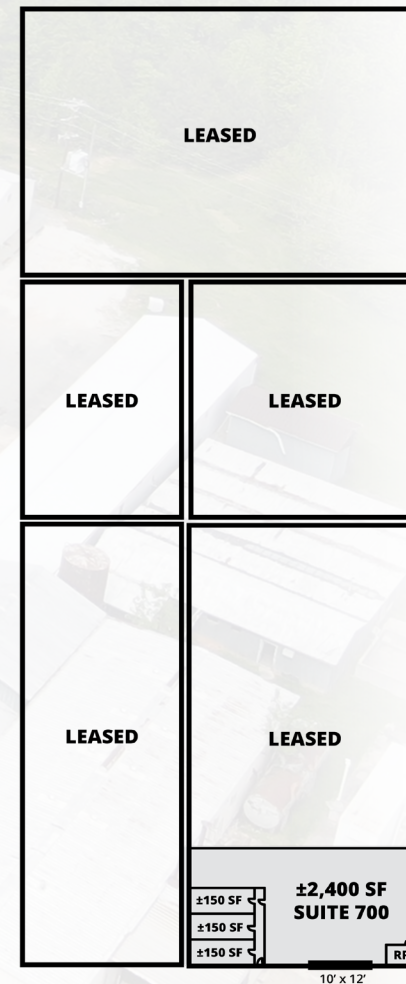 LEASED
LEASED
LEASED
LEASED
LEASED
±150 SF
±150 SF
±150 SF
±2,400 SF
SUITE 700
10' x 12'